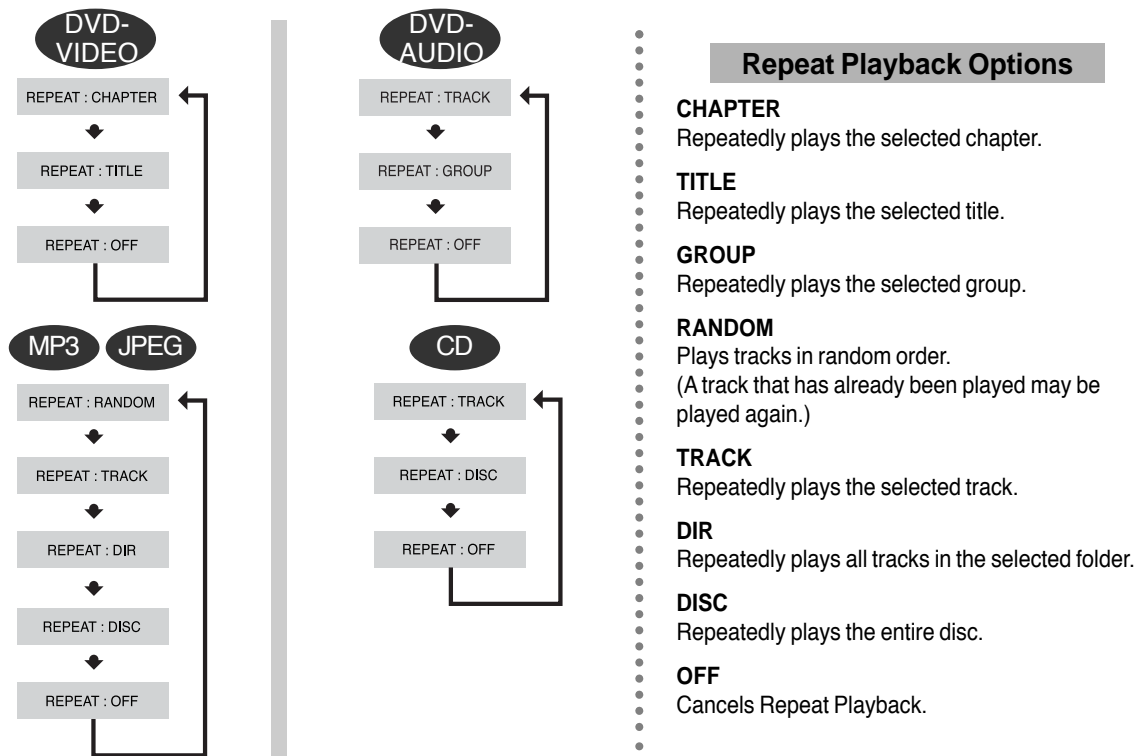 DVD-
VIDEO
REPEAT : CHAPTER
REPEAT : TITLE
REPEAT : OFF
MP3 JPEG
REPEAT : RANDOM
REPEAT : TRACK
REPEAT : DIR
REPEAT : DISC
REPEAT : OFF
DVD-
AUDIO
REPEAT : TRACK
REPEAT : GROUP
REPEAT : OFF
CD
REPEAT : TRACK
REPEAT : DISC
REPEAT : OFF
Repeat Playback Options
CHAPTER
Repeatedly plays the selected chapter.
TITLE
Repeatedly plays the selected title.
GROUP
Repeatedly plays the selected group.
RANDOM
Plays tracks in random order.
(A track that has already been played may be
played again.)
TRACK
Repeatedly plays the selected track.
DIR
Repeatedly plays all tracks in the selected folder.
DISC
Repeatedly plays the entire disc.
OFF
Cancels Repeat Playback.